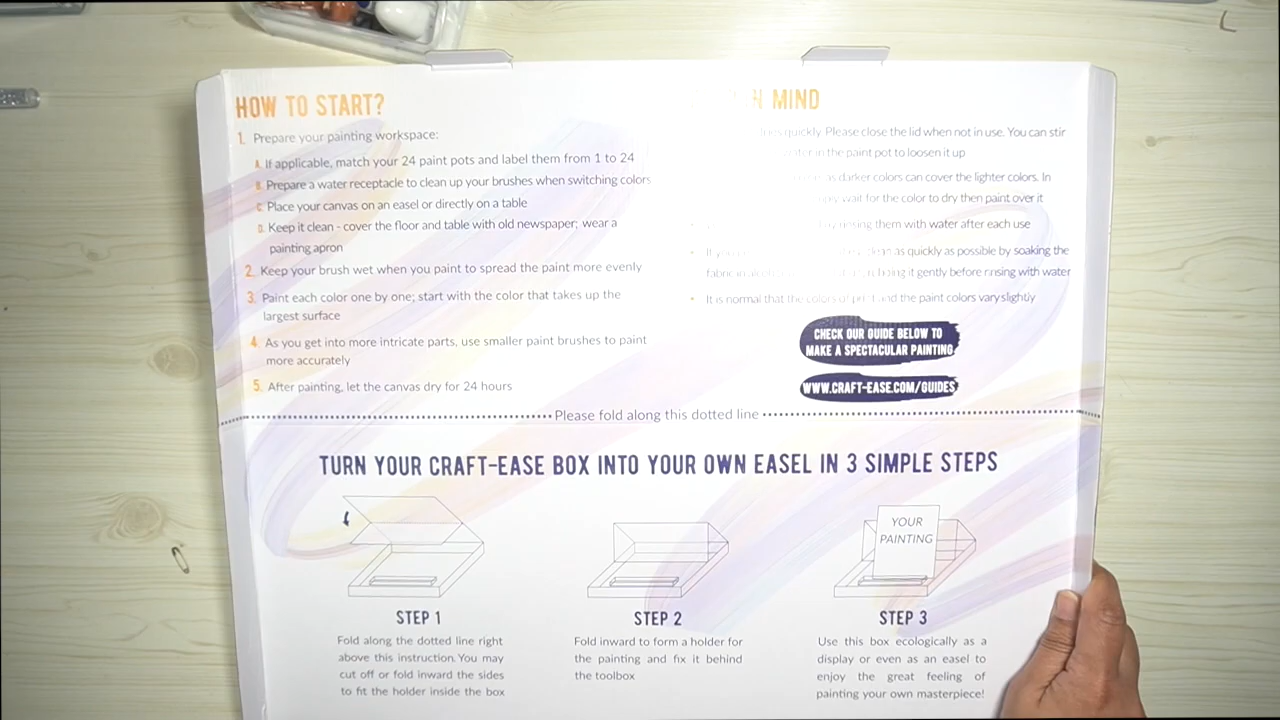 HOW TO START?
1. Prepare your painting workspace:
A. If applicable, match your 24 paint pots and label them from 1 to 24
B. Prepare a water receptacle to clean up your brushes when switching colors
C. Place your canvas on an easel or directly on a table
D. Keep it clean - cover the floor and table with old newspaper; wear a
painting apron
2. Keep your brush wet when you paint to spread the paint more evenly
3. Paint each color one by one; start with the color that takes up the
largest surface
4. As you get into more intricate parts, use smaller paint brushes to paint
more accurately
5. After painting, let the canvas dry for 24 hours
MIND
quickly. Please close the lid when not in use. You can stir
water in the paint pot to loosen it up
as darker colors can cover the lighter colors. In
wait for the color to dry then paint over it
them with water after each use
• If as quickly as possible by soaking the
fabric in it gently before rinsing with water
• It is normal that the colors and the paint colors vary slightly
CHECK OUR GUIDE BELOW TO
MAKE A SPECTACULAR PAINTING
WWW.CRAFT-EASE.COM/GUIDES
Please fold along this dotted line
TURN YOUR CRAFT-EASE BOX INTO YOUR OWN EASEL IN 3 SIMPLE STEPS
YOUR
PAINTING
STEP 1
Fold along the dotted line right
above this instruction. You may
cut off or fold inward the sides
to fit the holder inside the box
STEP 2
Fold inward to form a holder for
the painting and fix it behind
the toolbox
STEP 3
Use this box ecologically as a
display or even as an easel to
enjoy the great feeling of
painting your own masterpiece!